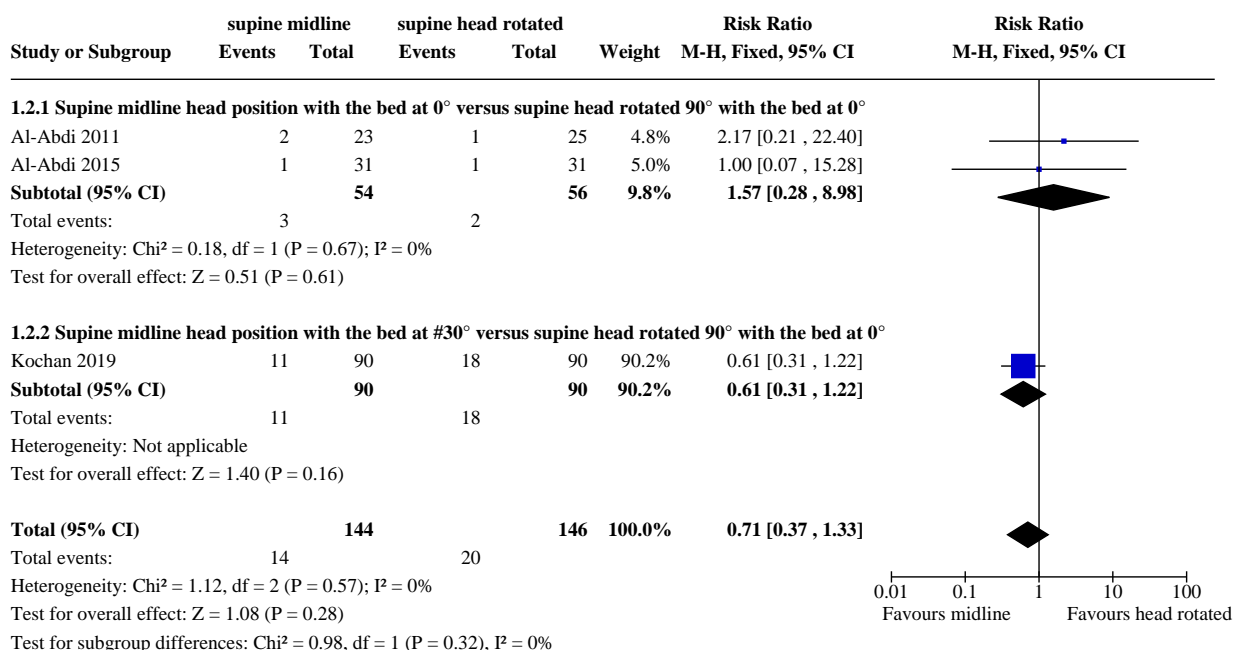 supine midline supine head rotated Risk Ratio Risk Ratio
Study or Subgroup Events Total Events Total Weight M-H, Fixed, 95% CI M-H, Fixed, 95% CI
1.2.1 Supine midline head position with the bed at 0° versus supine head rotated 90° with the bed at 0°
Al-Abdi 2011 2 23 1 25 4.8% 2.17 [0.21 , 22.40]
Al-Abdi 2015 1 31 1 31 5.0% 1.00 [0.07 , 15.28]
Subtotal (95% CI) 54 56 9.8% 1.57 [0.28 , 8.98]
Total events: 3 2
Heterogeneity: Chi² = 0.18, df = 1 (P = 0.67); I² = 0%
Test for overall effect: Z = 0.51 (P = 0.61)
1.2.2 Supine midline head position with the bed at #30° versus supine head rotated 90° with the bed at 0°
Kochan 2019 11 90 18 90 90.2% 0.61 [0.31 , 1.22]
Subtotal (95% CI) 90 90 90.2% 0.61 [0.31 , 1.22]
Total events: 11 18
Heterogeneity: Not applicable
Test for overall effect: Z = 1.40 (P = 0.16)
Total (95% CI) 144 146 100.0% 0.71 [0.37 , 1.33]
Total events: 14 20
Heterogeneity: Chi² = 1.12, df = 2 (P = 0.57); I² = 0%
Test for overall effect: Z = 1.08 (P = 0.28)
Test for subgroup differences: Chi² = 0.98, df = 1 (P = 0.32), I² = 0%
0.01 0.1 1 10 100
Favours midline Favours head rotated